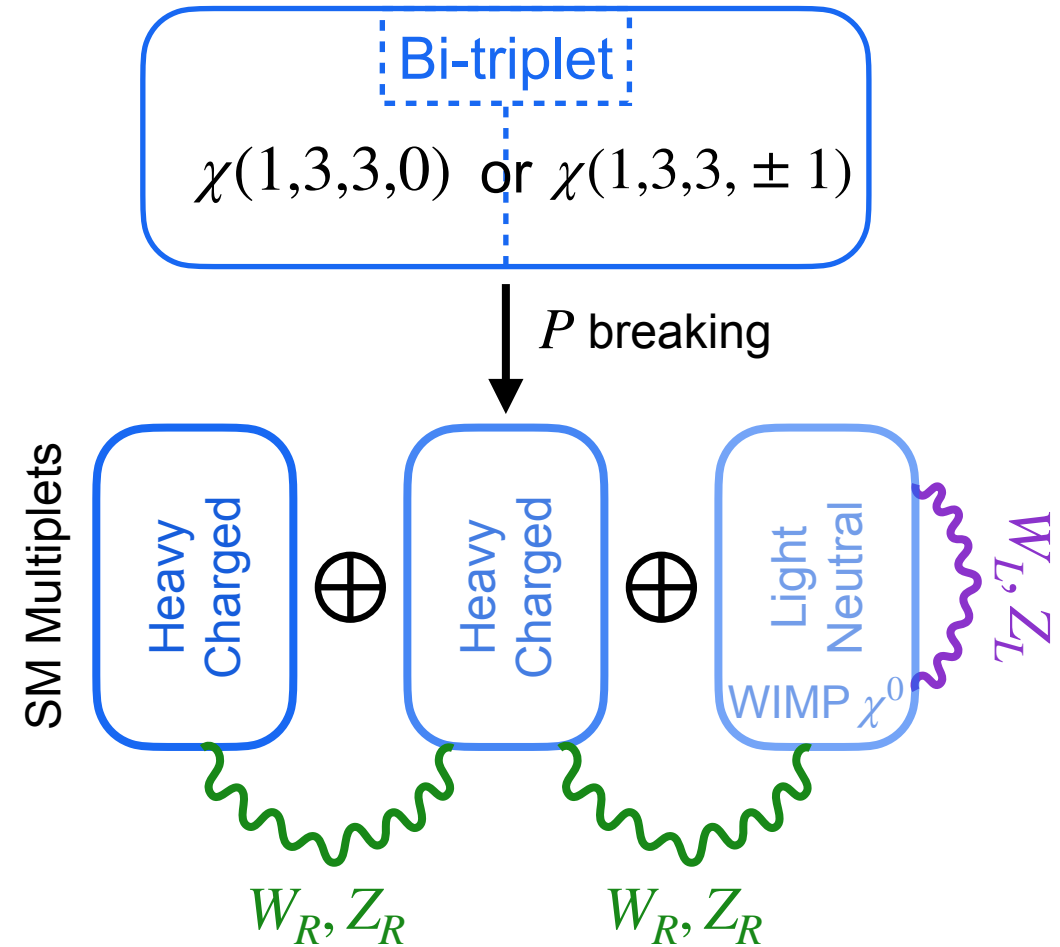 Bi-triplet
χ(1,3,3,0) or χ(1,3,3, ± 1)
P breaking
SM Multiplets
Heavy
Charged
Heavy
Charged
Light
Neutral
WIMP χ⁰
W_L, Z_L
W_R, Z_R
W_R, Z_R